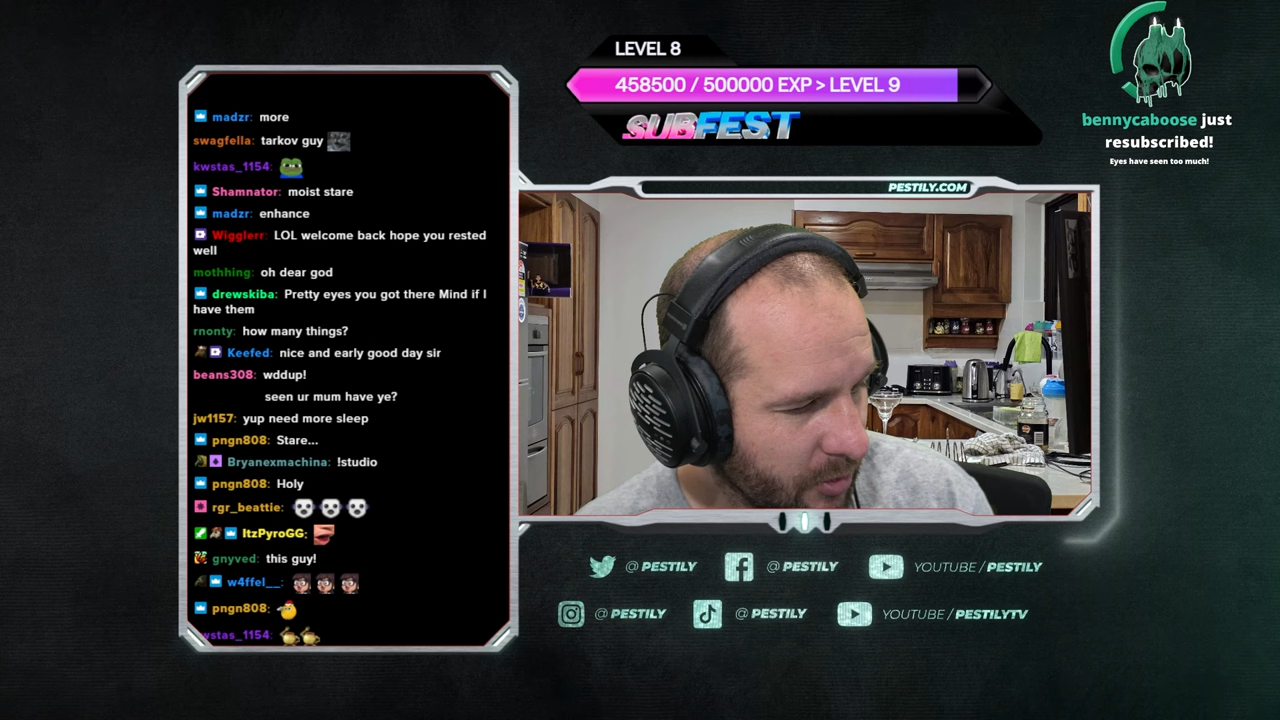 LEVEL 8
458500 / 500000 EXP > LEVEL 9
SUBFEST
bennycaboose just
resubscribed!
Eyes have seen too much!
PESTILY.COM
madzr: more
swagfella: tarkov guy
kwstas_1154:
Shamnator: moist stare
madzr: enhance
Wigglerr: LOL welcome back hope you rested
well
mothhing: oh dear god
drewskiba: Pretty eyes you got there Mind if I
have them
rnonty: how many things?
Keefed: nice and early good day sir
beans308: wddup!
seen ur mum have ye?
jw1157: yup need more sleep
pngn808: Stare...
Bryanexmachina: !studio
pngn808: Holy
rgr_beattie:
ItzPyroGG:
gnyved: this guy!
w4ffel__:
pngn808:
wstas_1154:
@PESTILY
@PESTILY
YOUTUBE/PESTILY
@PESTILY
@PESTILY
YOUTUBE/PESTILYTV